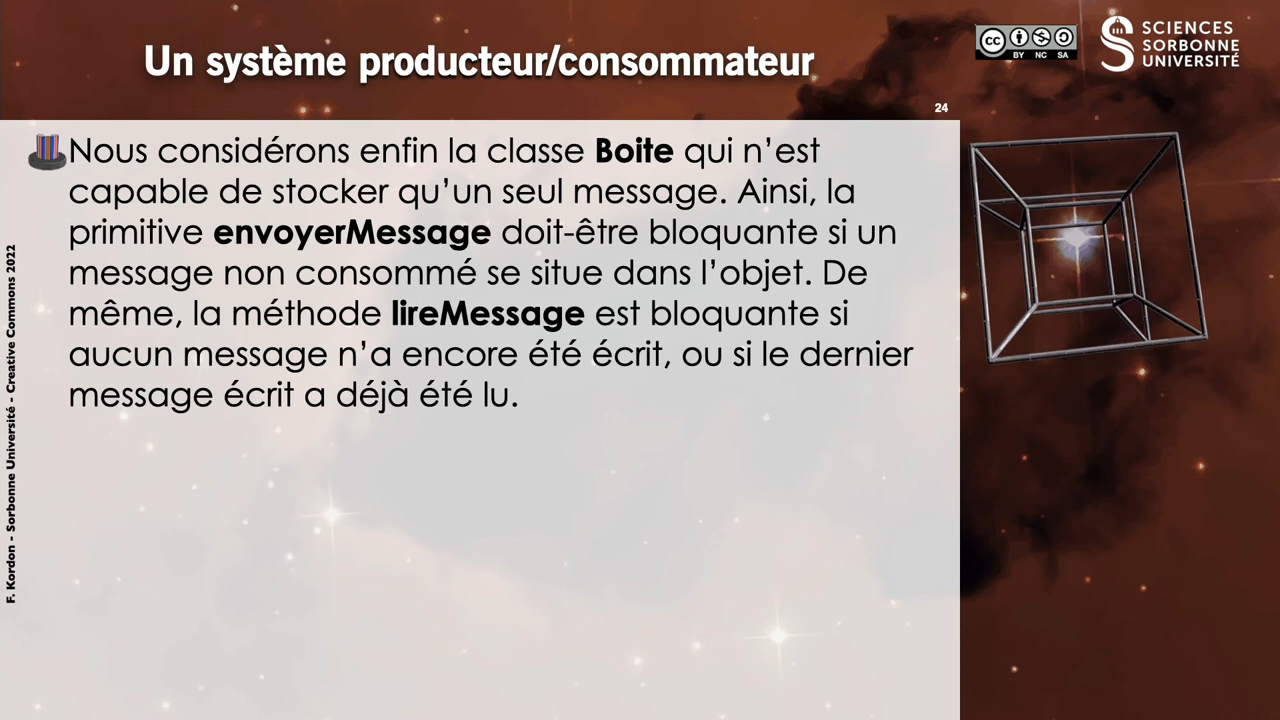 Un système producteur/consommateur
cc
BY NC SA
SCIENCES
SORBONNE
UNIVERSITÉ
24
Nous considérons enfin la classe Boite qui n’est
capable de stocker qu’un seul message. Ainsi, la
primitive envoyerMessage doit-être bloquante si un
message non consommé se situe dans l’objet. De
même, la méthode lireMessage est bloquante si
aucun message n’a encore été écrit, ou si le dernier
message écrit a déjà été lu.
F. Kordon - Sorbonne Université - Creative Commons 2022